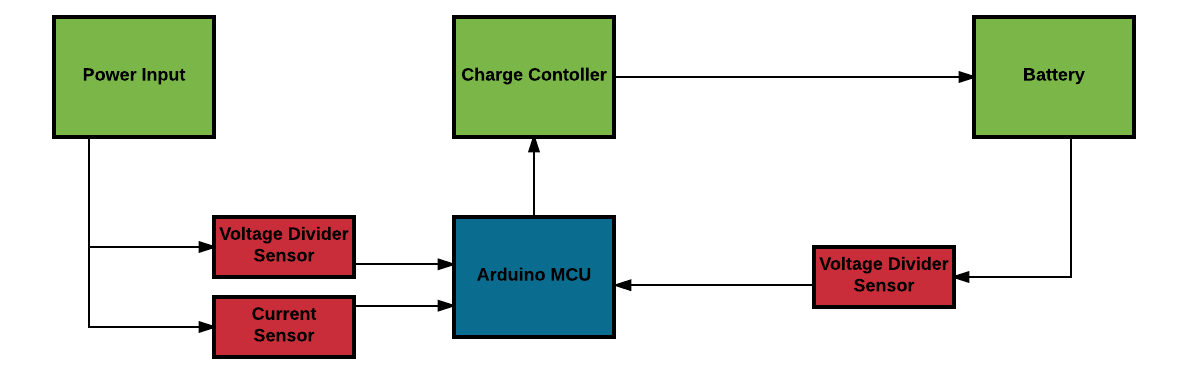 Power Input
Charge Contoller
Battery
Voltage Divider
Sensor
Current
Sensor
Arduino MCU
Voltage Divider
Sensor